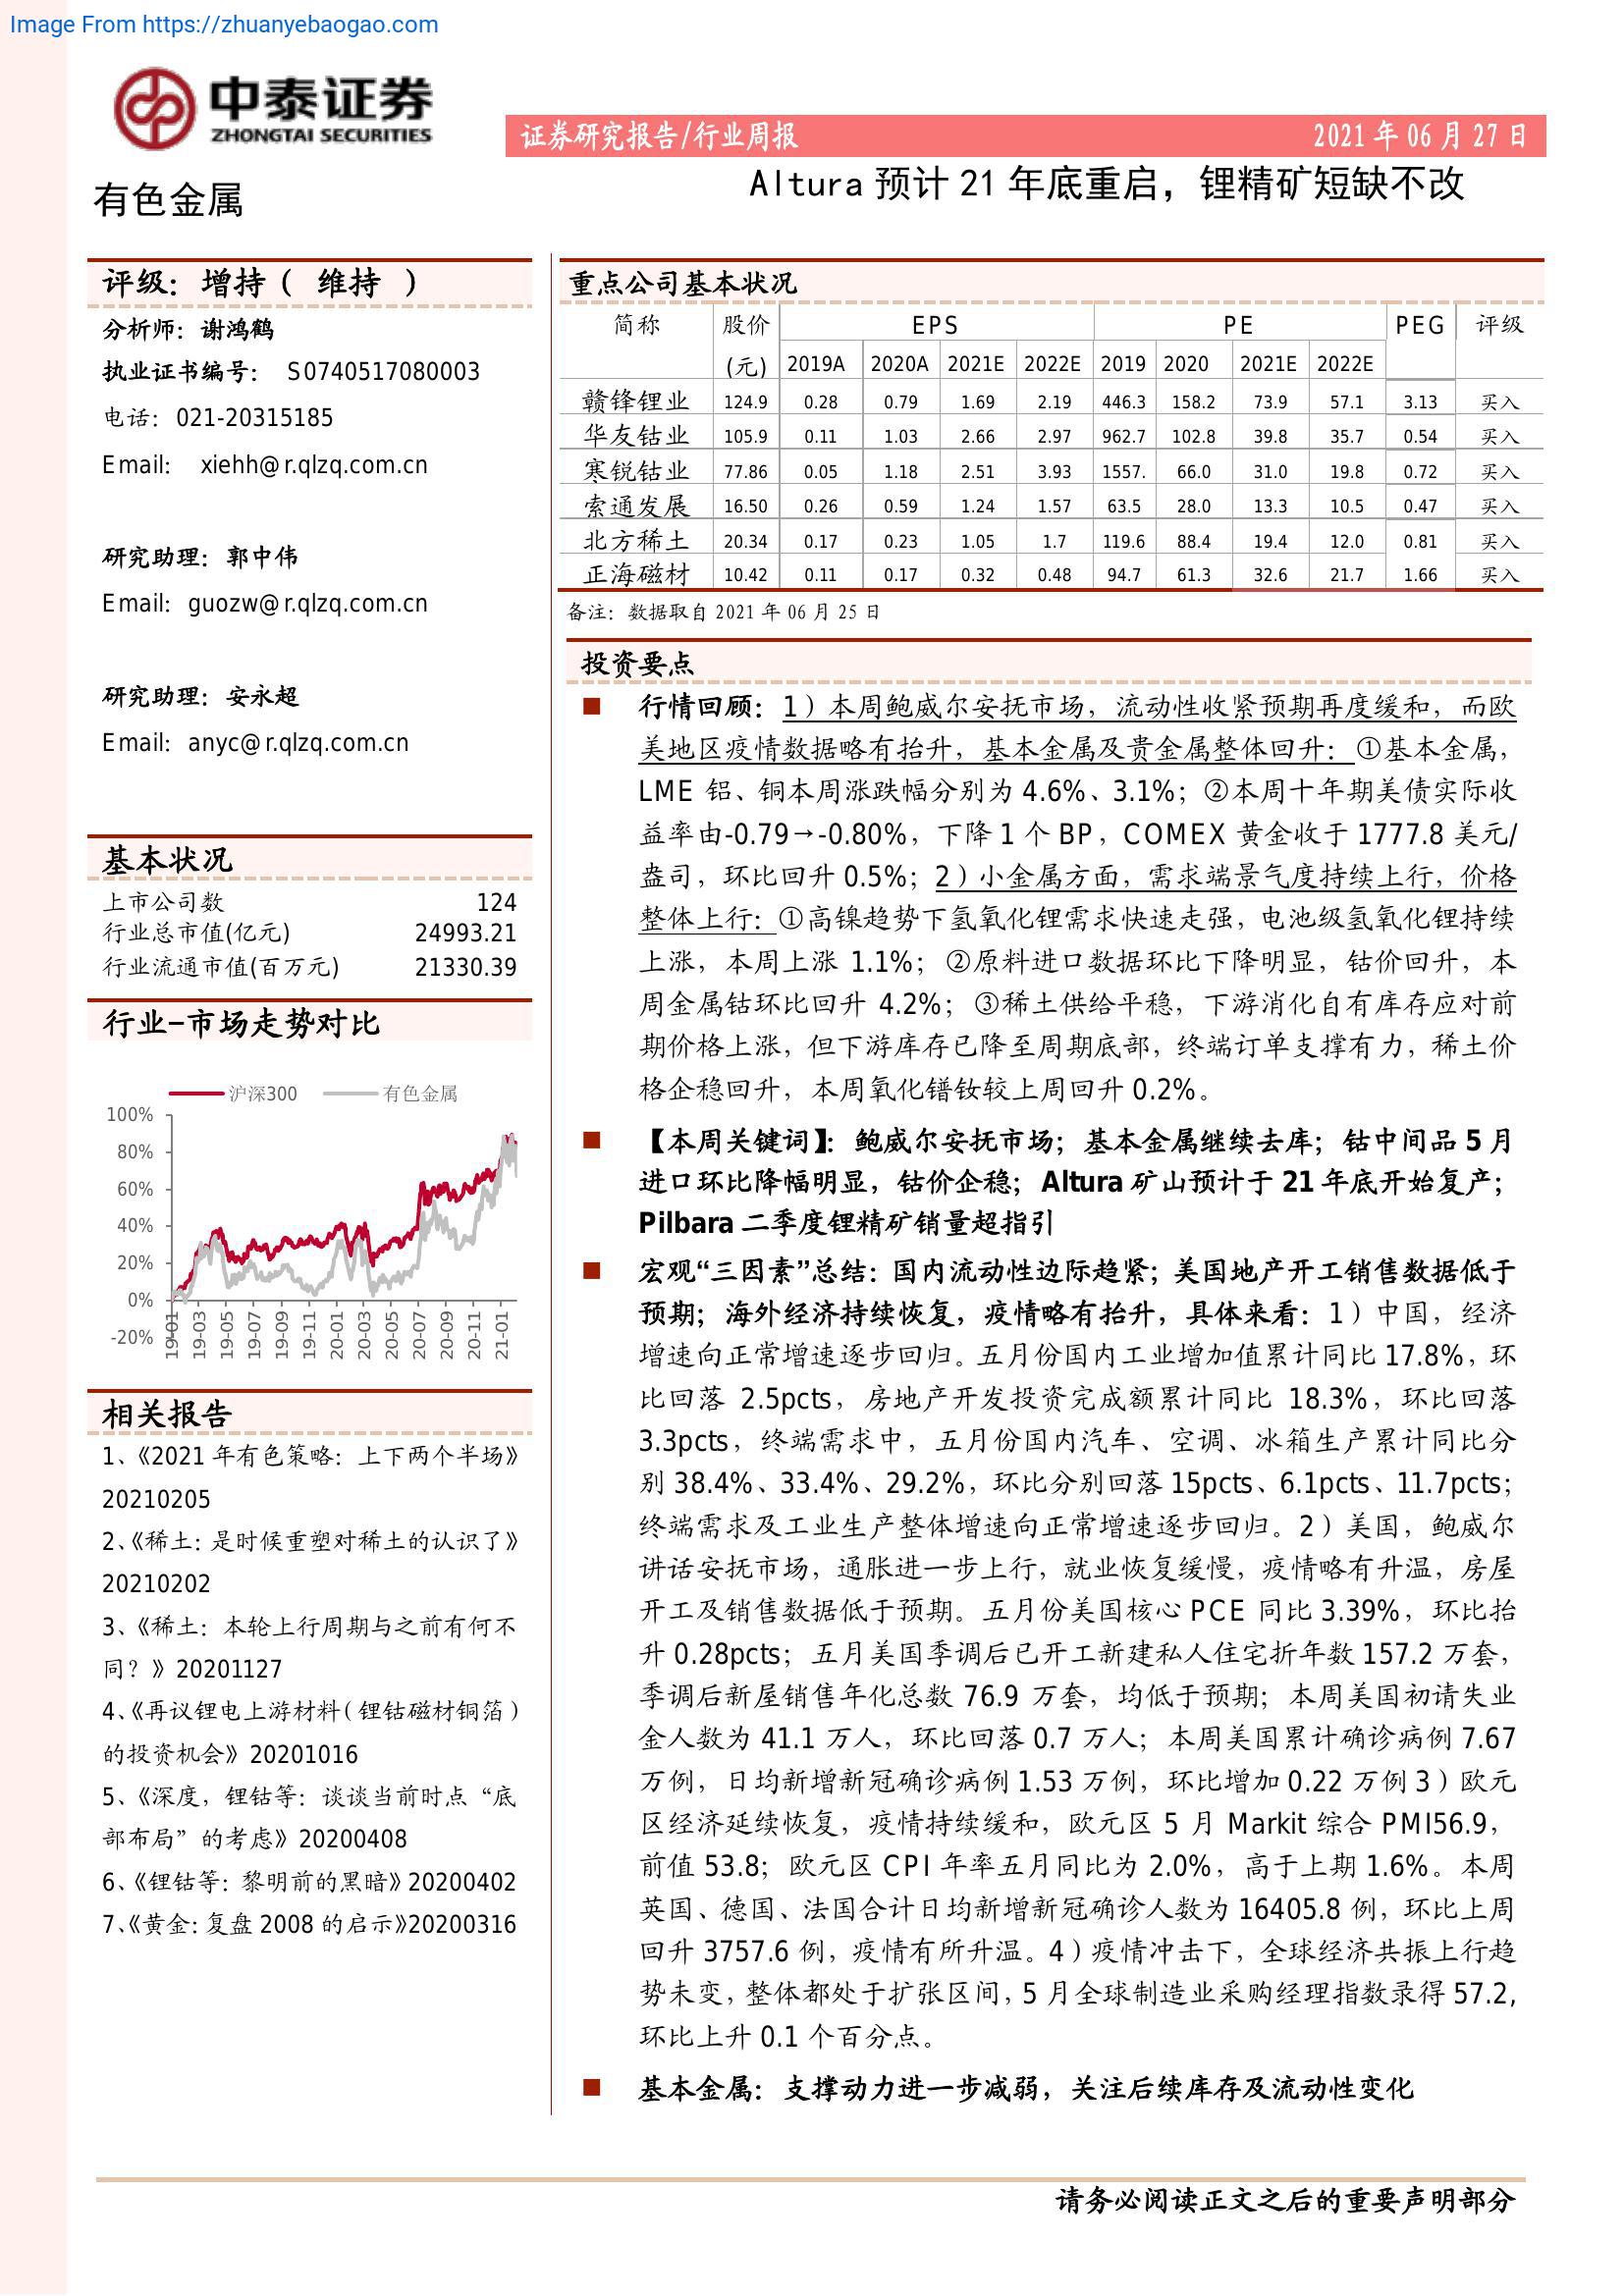 Image From https://zhuanyebaogao.com
中泰证券
ZHONGTAI SECURITIES
证券研究报告/行业周报 2021 年 06 月 27 日
有色金属
Altura 预计 21 年底重启，锂精矿短缺不改
评级：增持（ 维持 ）
分析师：谢鸿鹤
执业证书编号： S0740517080003
电话：021-20315185
Email: xiehh@r.qlzq.com.cn
研究助理：郭中伟
Email: guozw@r.qlzq.com.cn
研究助理：安永超
Email: anyc@r.qlzq.com.cn
基本状况
上市公司数 124
行业总市值(亿元) 24993.21
行业流通市值(百万元) 21330.39
行业-市场走势对比
沪深300 有色金属
100%
80%
60%
40%
20%
0%
-20%
19-01 19-03 19-05 19-07 19-09 19-11 20-01 20-03 20-05 20-07 20-09 20-11 21-01
相关报告
1、《2021 年有色策略：上下两个半场》
20210205
2、《稀土：是时候重塑对稀土的认识了》
20210202
3、《稀土：本轮上行周期与之前有何不
同？》20201127
4、《再议锂电上游材料（锂钴磁材铜箔）
的投资机会》20201016
5、《深度，锂钴等：谈谈当前时点“底
部布局”的考虑》20200408
6、《锂钴等：黎明前的黑暗》20200402
7、《黄金：复盘 2008 的启示》20200316
重点公司基本状况
简称 股价 EPS PE PEG 评级
(元) 2019A 2020A 2021E 2022E 2019 2020 2021E 2022E
赣锋锂业 124.9 0.28 0.79 1.69 2.19 446.3 158.2 73.9 57.1 3.13 买入
华友钴业 105.9 0.11 1.03 2.66 2.97 962.7 102.8 39.8 35.7 0.54 买入
寒锐钴业 77.86 0.05 1.18 2.51 3.93 1557. 66.0 31.0 19.8 0.72 买入
索通发展 16.50 0.26 0.59 1.24 1.57 63.5 28.0 13.3 10.5 0.47 买入
北方稀土 20.34 0.17 0.23 1.05 1.7 119.6 88.4 19.4 12.0 0.81 买入
正海磁材 10.42 0.11 0.17 0.32 0.48 94.7 61.3 32.6 21.7 1.66 买入
备注：数据取自 2021 年 06 月 25 日
投资要点
■ 行情回顾：1）本周鲍威尔安抚市场，流动性收紧预期再度缓和，而欧
美地区疫情数据略有抬升，基本金属及贵金属整体回升：①基本金属，
LME 铝、铜本周涨跌幅分别为 4.6%、3.1%；②本周十年期美债实际收
益率由-0.79→-0.80%，下降 1 个 BP，COMEX 黄金收于 1777.8 美元/
盎司，环比回升 0.5%；2）小金属方面，需求端景气度持续上行，价格
整体上行：①高镍趋势下氢氧化锂需求快速走强，电池级氢氧化锂持续
上涨，本周上涨 1.1%；②原料进口数据环比下降明显，钴价回升，本
周金属钴环比回升 4.2%；③稀土供给平稳，下游消化自有库存应对前
期价格上涨，但下游库存已降至周期底部，终端订单支撑有力，稀土价
格企稳回升，本周氧化镨钕较上周回升 0.2%。
■ 【本周关键词】：鲍威尔安抚市场；基本金属继续去库；钴中间品 5 月
进口环比降幅明显，钴价企稳；Altura 矿山预计于 21 年底开始复产；
Pilbara 二季度锂精矿销量超指引
■ 宏观“三因素”总结：国内流动性边际趋紧；美国地产开工销售数据低于
预期；海外经济持续恢复，疫情略有抬升，具体来看：1）中国，经济
增速向正常增速逐步回归。五月份国内工业增加值累计同比 17.8%，环
比回落 2.5pcts，房地产开发投资完成额累计同比 18.3%，环比回落
3.3pcts，终端需求中，五月份国内汽车、空调、冰箱生产累计同比分
别 38.4%、33.4%、29.2%，环比分别回落 15pcts、6.1pcts、11.7pcts；
终端需求及工业生产整体增速向正常增速逐步回归。2）美国，鲍威尔
讲话安抚市场，通胀进一步上行，就业恢复缓慢，疫情略有升温，房屋
开工及销售数据低于预期。五月份美国核心 PCE 同比 3.39%，环比抬
升 0.28pcts；五月美国季调后已开工新建私人住宅折年数 157.2 万套，
季调后新屋销售年化总数 76.9 万套，均低于预期；本周美国初请失业
金人数为 41.1 万人，环比回落 0.7 万人；本周美国累计确诊病例 7.67
万例，日均新增新冠确诊病例 1.53 万例，环比增加 0.22 万例 3）欧元
区经济延续恢复，疫情持续缓和，欧元区 5 月 Markit 综合 PMI56.9，
前值 53.8；欧元区 CPI 年率五月同比为 2.0%，高于上期 1.6%。本周
英国、德国、法国合计日均新增新冠确诊人数为 16405.8 例，环比上周
回升 3757.6 例，疫情有所升温。4）疫情冲击下，全球经济共振上行趋
势未变，整体都处于扩张区间，5 月全球制造业采购经理指数录得 57.2，
环比上升 0.1 个百分点。
■ 基本金属：支撑动力进一步减弱，关注后续库存及流动性变化
请务必阅读正文之后的重要声明部分